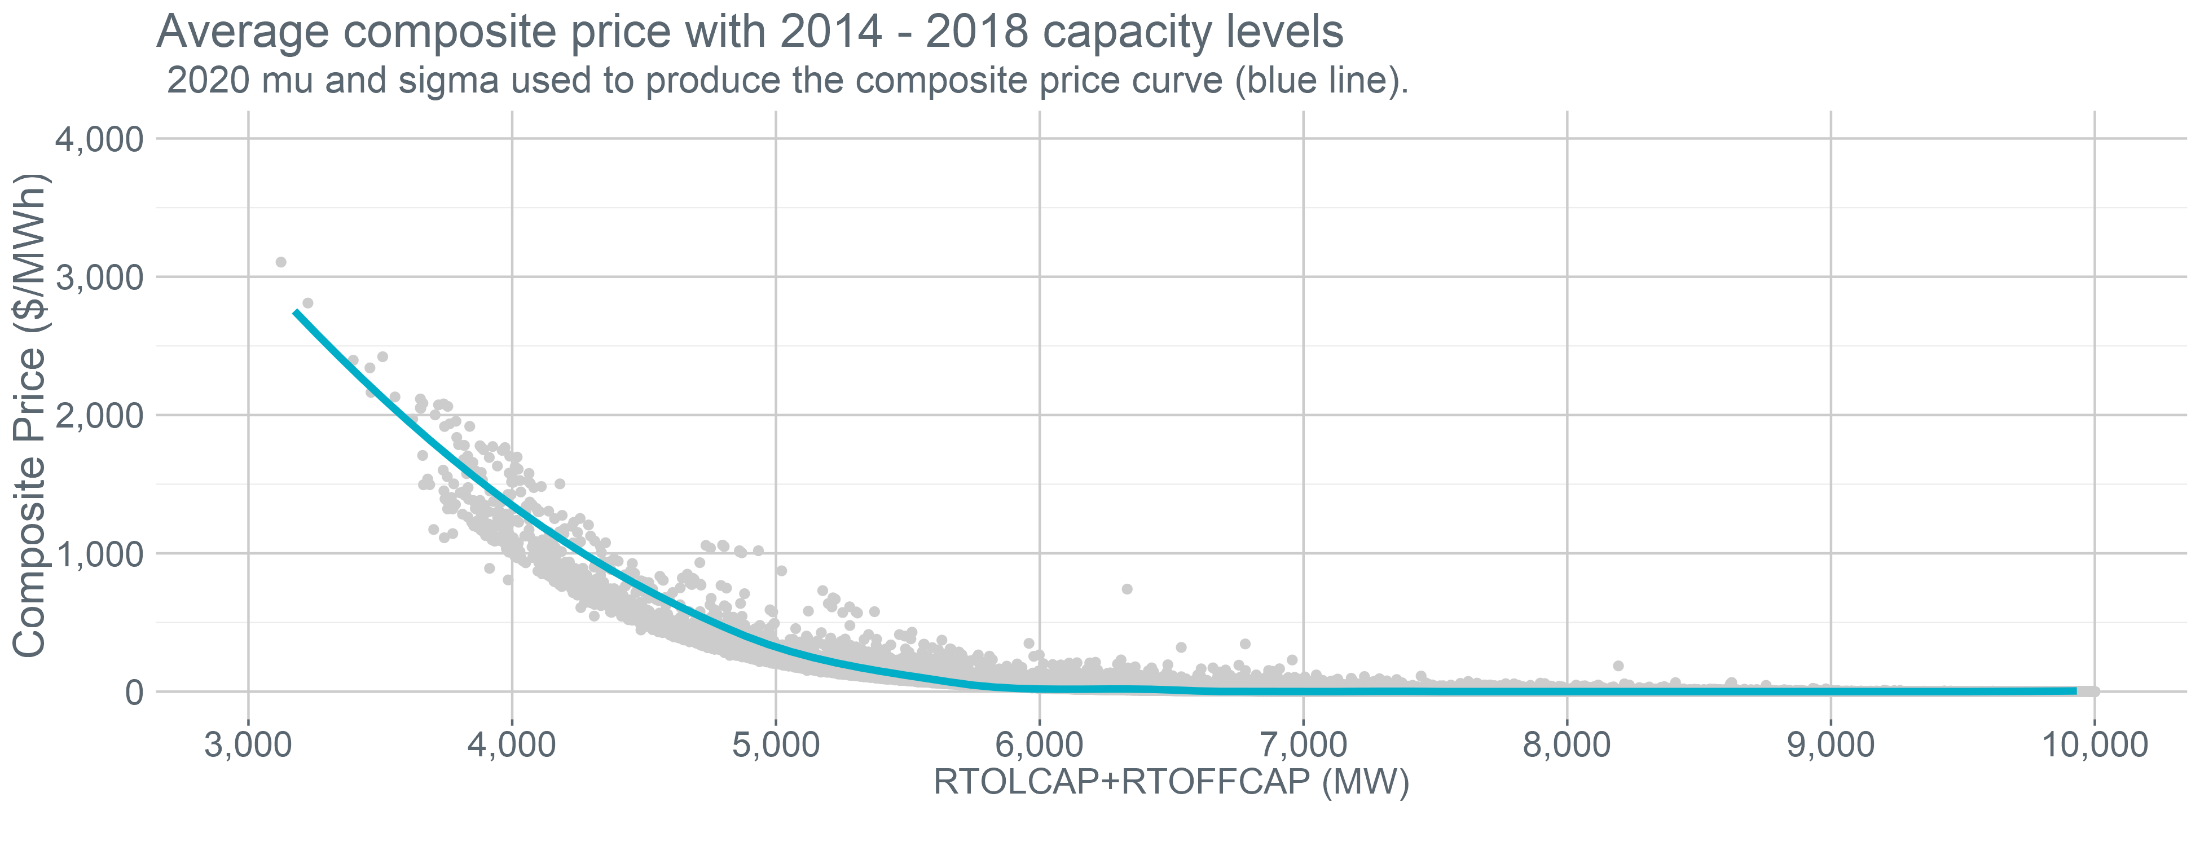 Average composite price with 2014 - 2018 capacity levels
2020 mu and sigma used to produce the composite price curve (blue line).
Composite Price ($/MWh)
4,000
3,000
2,000
1,000
0
3,000 4,000 5,000 6,000 7,000 8,000 9,000 10,000
RTOLCAP+RTOFFCAP (MW)